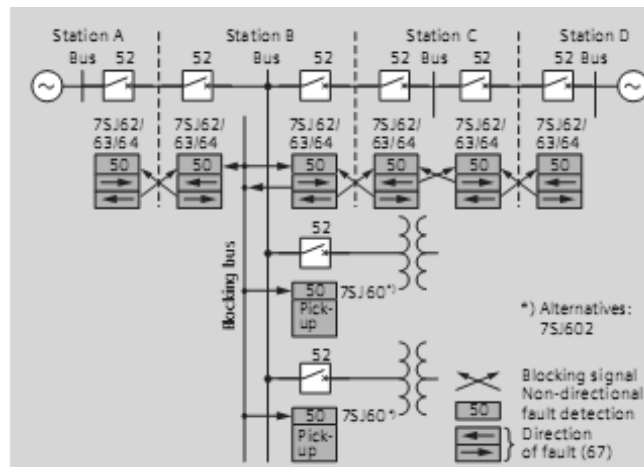 Station A Station B Station C Station D
Bus 52 52 Bus 52 52 Bus 52 52 Bus
7SJ62/ 7SJ62/ 7SJ62/ 7SJ62/ 7SJ62/ 7SJ62/
63/64 63/64 63/64 63/64 63/64 63/64
50 50 50 50 50 50
52
Blocking bus
50 7SJ60*)
Pick-
up
*) Alternatives:
7SJ602
52
50 7SJ60*)
Pick-
up
Blocking signal
Non-directional
50 fault detection
Direction
of fault (67)